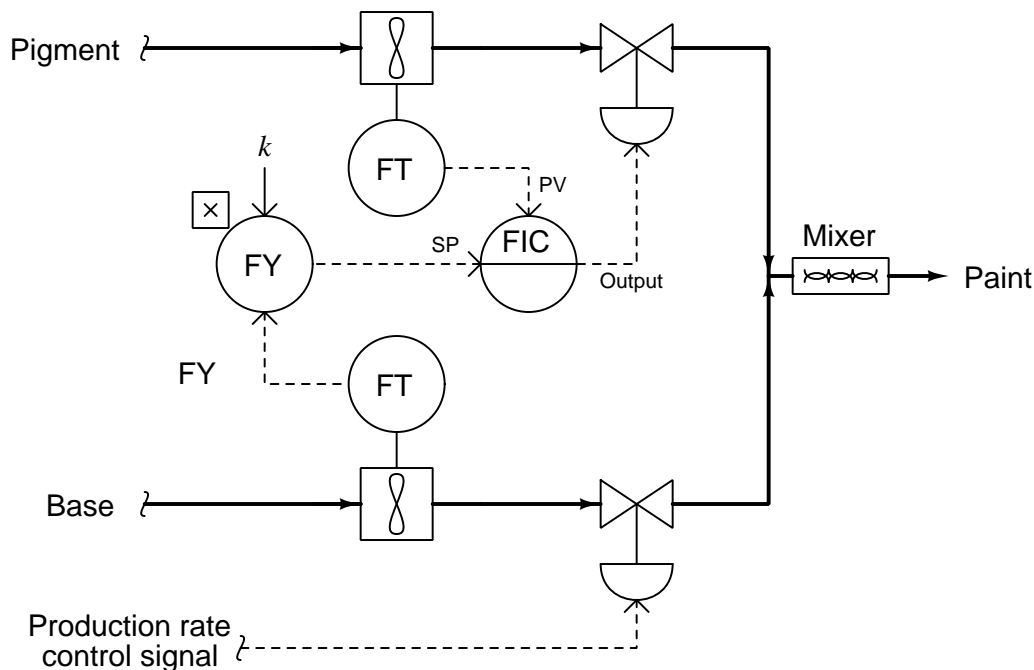 Pigment
k
FT
PV
×
FY
SP
FIC
Output
Mixer
Paint
FY
FT
Base
Production rate
control signal